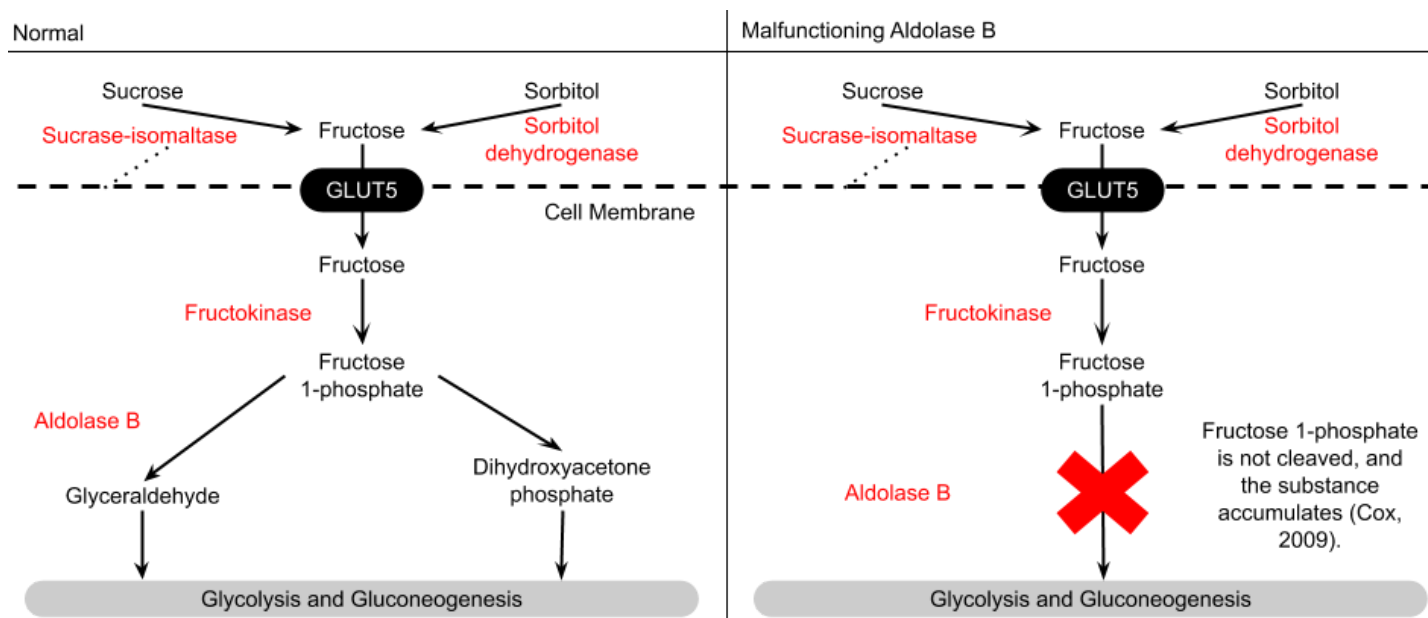 Normal
Sucrose
Sorbitol
Sucrase-isomaltase
Fructose
Sorbitol
dehydrogenase
GLUT5
Cell Membrane
Fructose
Fructokinase
Fructose
1-phosphate
Aldolase B
Glyceraldehyde
Dihydroxyacetone
phosphate
Glycolysis and Gluconeogenesis
Malfunctioning Aldolase B
Sucrose
Sorbitol
Sucrase-isomaltase
Fructose
Sorbitol
dehydrogenase
GLUT5
Fructose
Fructokinase
Fructose
1-phosphate
Aldolase B
Fructose 1-phosphate
is not cleaved, and
the substance
accumulates (Cox,
2009).
Glycolysis and Gluconeogenesis